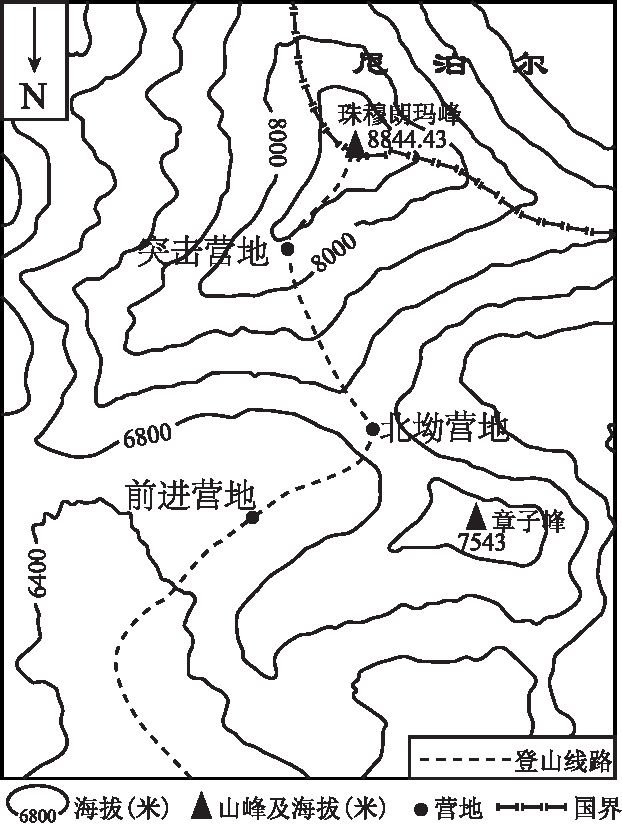 N
尼泊尔
珠穆朗玛峰
8844.43
8000
突击营地
8000
北坳营地
6800
前进营地
章子峰
7543
6400
登山线路
6800 海拔(米) 山峰及海拔(米) 营地 国界